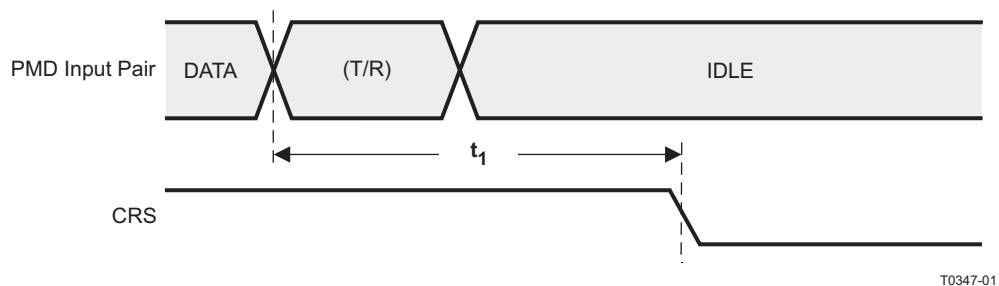 PMD Input Pair DATA (T/R) IDLE
t1
CRS
T0347-01